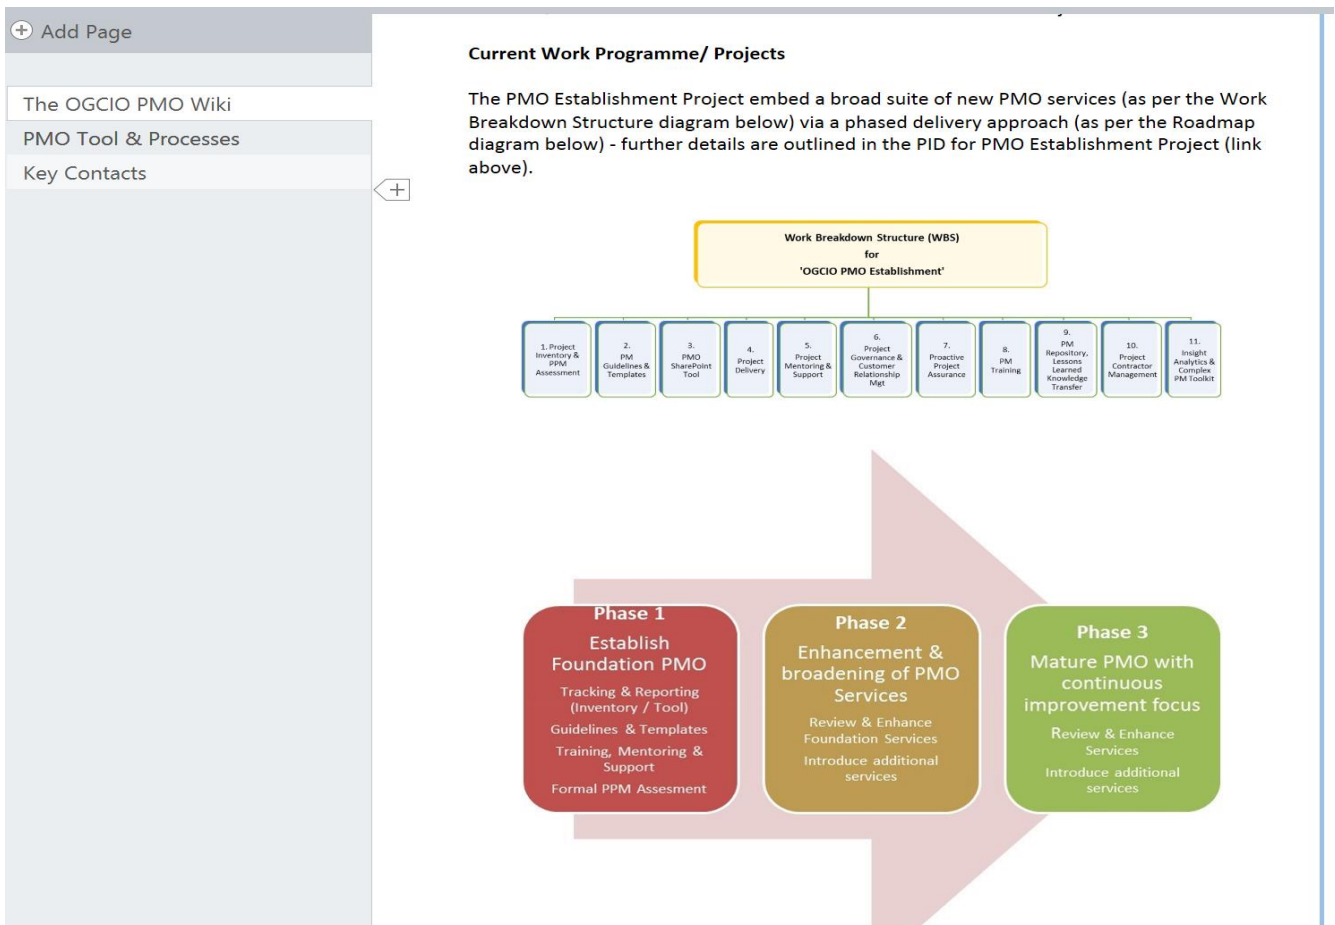 Add Page
The OGCIO PMO Wiki
PMO Tool & Processes
Key Contacts
Current Work Programme/ Projects
The PMO Establishment Project embed a broad suite of new PMO services (as per the Work
Breakdown Structure diagram below) via a phased delivery approach (as per the Roadmap
diagram below) - further details are outlined in the PID for PMO Establishment Project (link
above).
Work Breakdown Structure (WBS)
for
'OGCIO PMO Establishment'
1. Project
Inventory &
PPM
Assessment
2.
PM
Guidelines &
Templates
3.
PMO
SharePoint
Tool
4.
Project
Delivery
5.
Project
Mentoring &
Support
6.
Project
Governance &
Customer
Relationship
Mgt
7.
Proactive
Project
Assurance
8.
PM
Training
9.
PM
Repository,
Lessons
Learned
Knowledge
Transfer
10.
Project
Contractor
Management
11.
Insight
Analytics &
Complex
PM Toolkit
Phase 1
Establish
Foundation PMO
Tracking & Reporting
(Inventory / Tool)
Guidelines & Templates
Training, Mentoring &
Support
Formal PPM Assesment
Phase 2
Enhancement &
broadening of PMO
Services
Review & Enhance
Foundation Services
Introduce additional
services
Phase 3
Mature PMO with
continuous
improvement focus
Review & Enhance
Services
Introduce additional
services